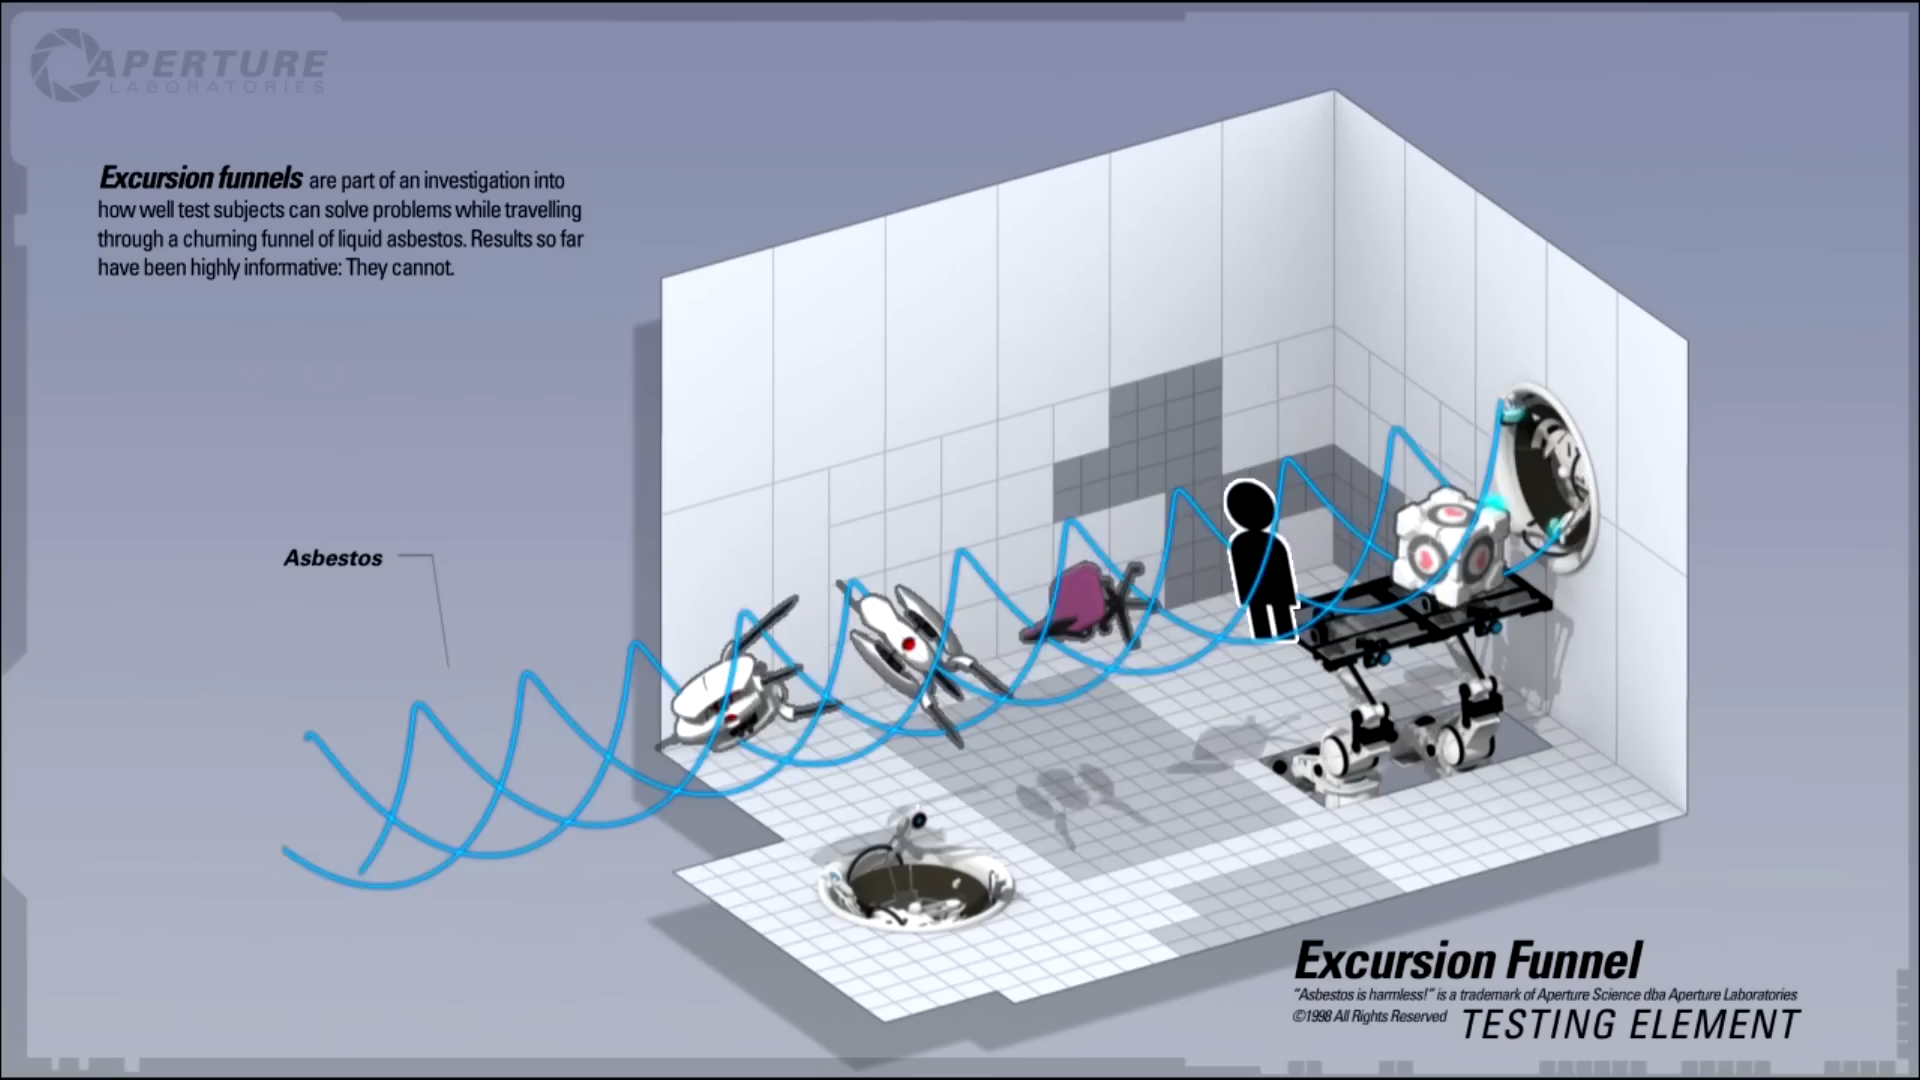 APERTURE
LABORATORIES
Excursion funnels are part of an investigation into
how well test subjects can solve problems while travelling
through a churning funnel of liquid asbestos. Results so far
have been highly informative: They cannot.
Asbestos
Excursion Funnel
"Asbestos is harmless!" is a trademark of Aperture Science dba Aperture Laboratories
©1998 All Rights Reserved
TESTING ELEMENT